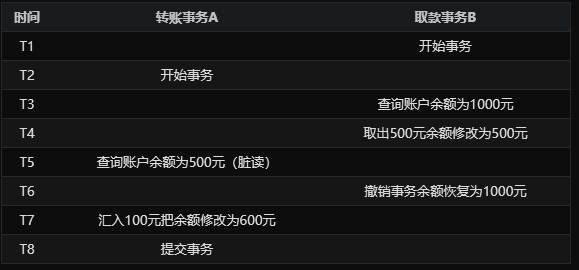 时间 转账事务A 取款事务B
T1 开始事务
T2 开始事务
T3 查询账户余额为1000元
T4 取出500元余额修改为500元
T5 查询账户余额为500元（脏读）
T6 撤销事务余额恢复为1000元
T7 汇入100元把余额修改为600元
T8 提交事务